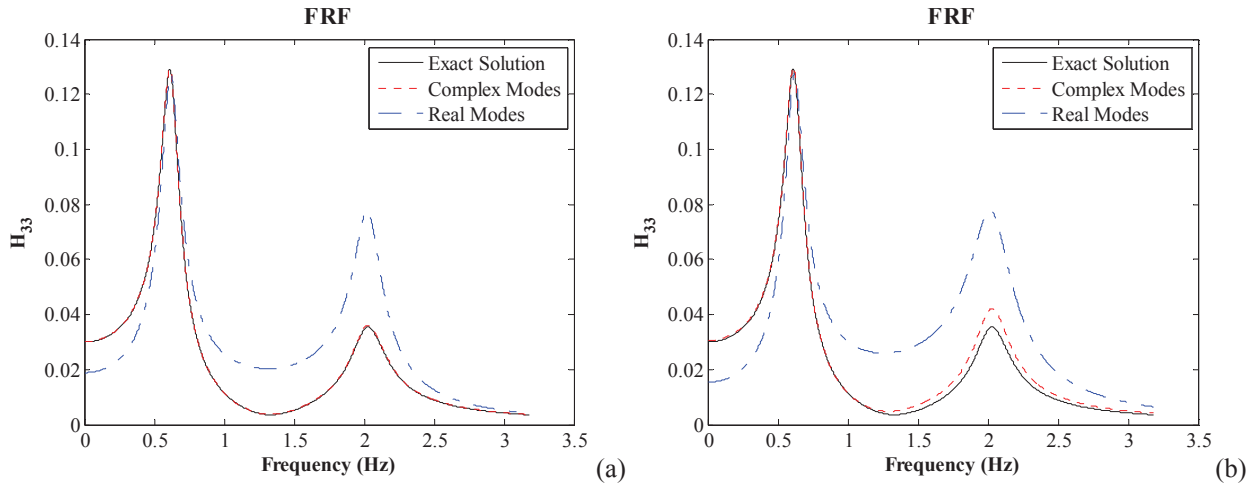 FRF
0.14
0.12
0.1
0.08
0.06
0.04
0.02
0
H33
Exact Solution
Complex Modes
Real Modes
0 0.5 1 1.5 2 2.5 3 3.5
Frequency (Hz)
(a)
FRF
0.14
0.12
0.1
0.08
0.06
0.04
0.02
0
H33
Exact Solution
Complex Modes
Real Modes
0 0.5 1 1.5 2 2.5 3 3.5
Frequency (Hz)
(b)